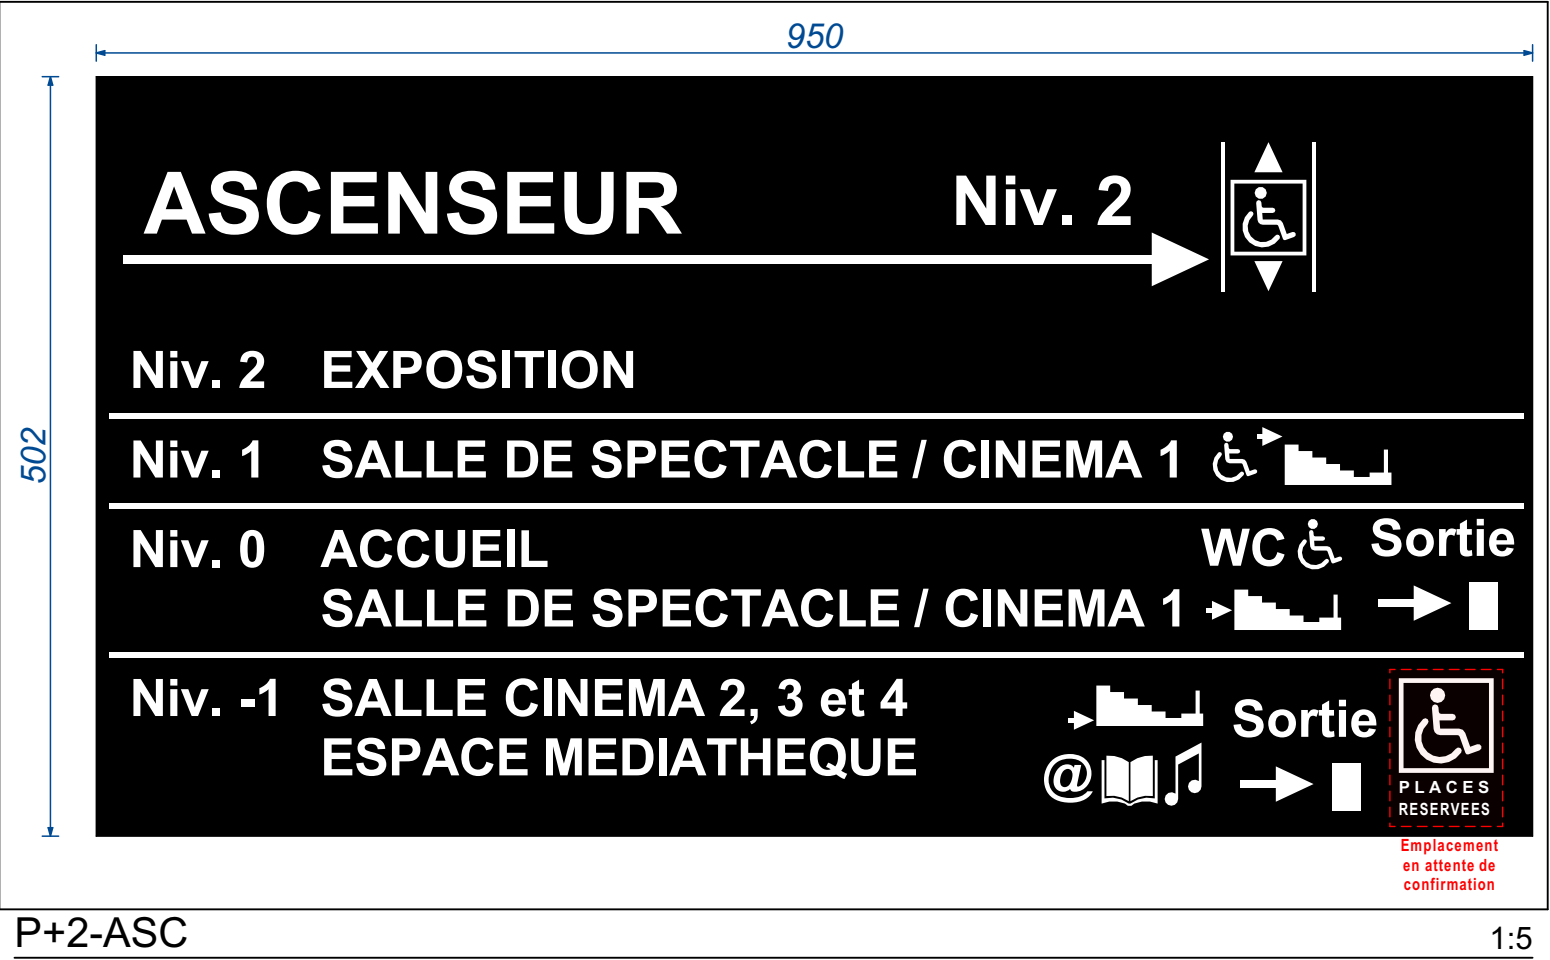 950
502
ASCENSEUR Niv. 2
Niv. 2 EXPOSITION
Niv. 1 SALLE DE SPECTACLE / CINEMA 1
Niv. 0 ACCUEIL WC Sortie
SALLE DE SPECTACLE / CINEMA 1
Niv. -1 SALLE CINEMA 2, 3 et 4 Sortie
ESPACE MEDIATHEQUE @
PLACES
RESERVEES
Emplacement
en attente de
confirmation
P+2-ASC 1:5